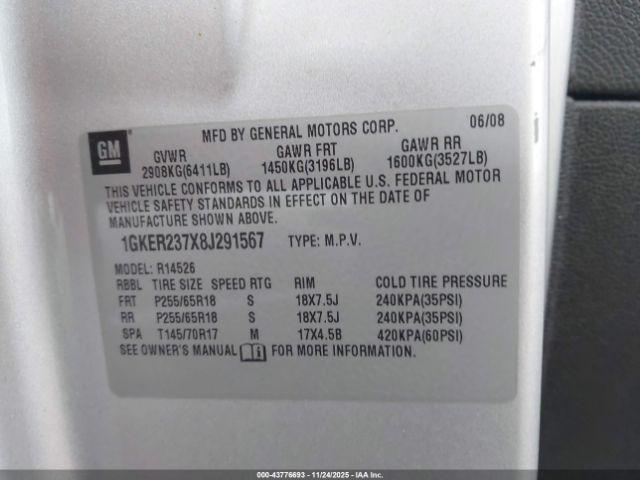 GM
MFD BY GENERAL MOTORS CORP. 06/08
GVWR GAWR FRT GAWR RR
2908KG(6411LB) 1450KG(3196LB) 1600KG(3527LB)
THIS VEHICLE CONFORMS TO ALL APPLICABLE U.S. FEDERAL MOTOR
VEHICLE SAFETY STANDARDS IN EFFECT ON THE DATE OF
MANUFACTURE SHOWN ABOVE.
1GKER237X8J291567 TYPE: M.P.V.
MODEL: R14526
RBBL TIRE SIZE SPEED RTG RIM COLD TIRE PRESSURE
FRT P255/65R18 S 18X7.5J 240KPA(35PSI)
RR P255/65R18 S 18X7.5J 240KPA(35PSI)
SPA T145/70R17 M 17X4.5B 420KPA(60PSI)
SEE OWNER'S MANUAL FOR MORE INFORMATION.
000-43776693 - 11/24/2025 - IAA Inc.